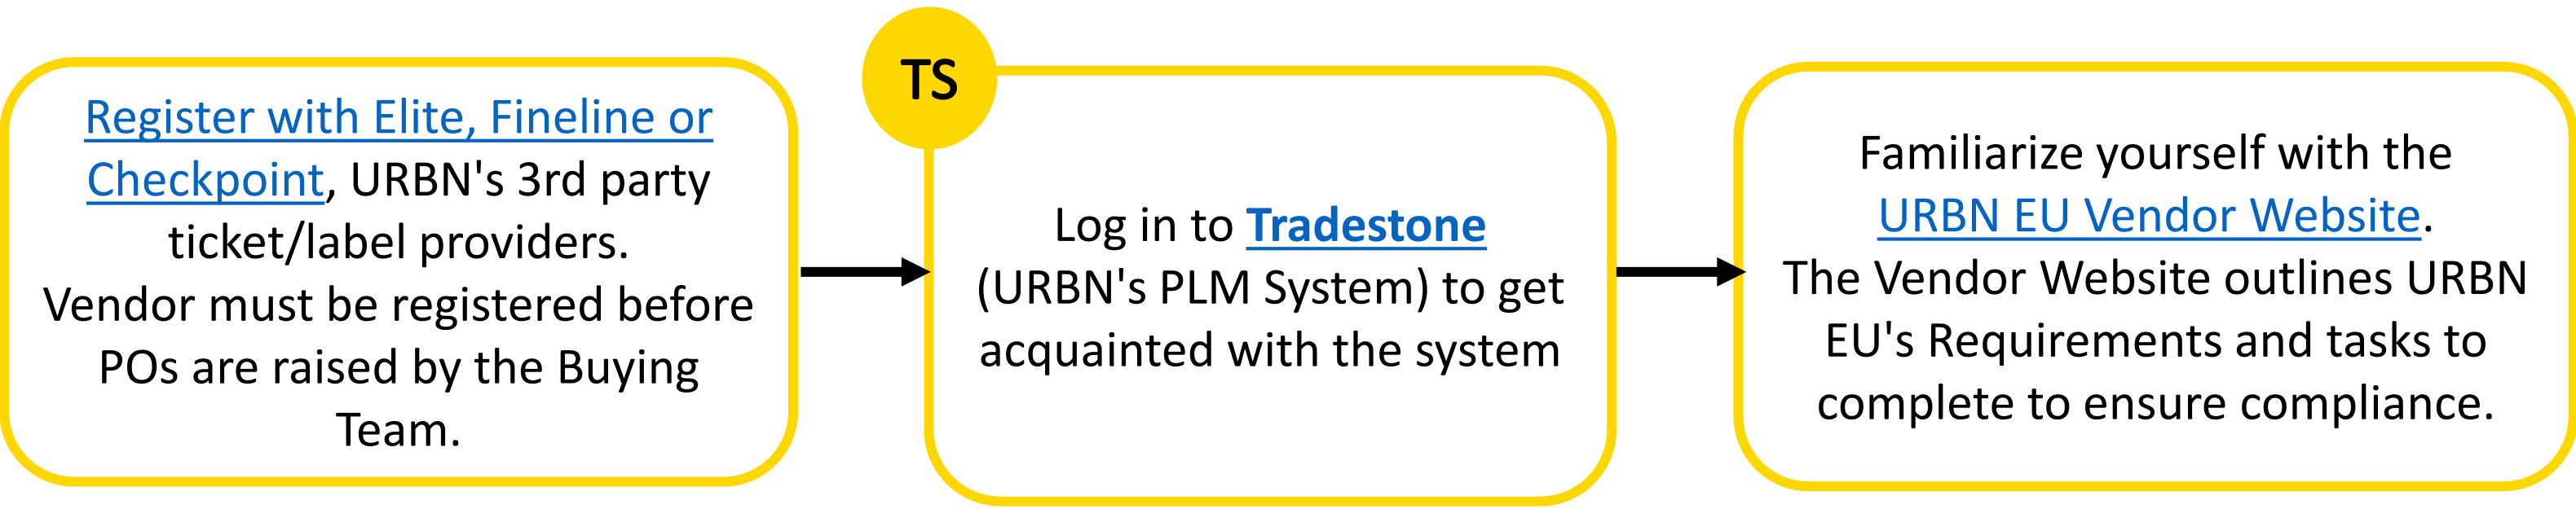 Register with Elite, Fineline or
Checkpoint, URBN's 3rd party
ticket/label providers.
Vendor must be registered before
POs are raised by the Buying
Team.
TS
Log in to Tradestone
(URBN's PLM System) to get
acquainted with the system
Familiarize yourself with the
URBN EU Vendor Website.
The Vendor Website outlines URBN
EU's Requirements and tasks to
complete to ensure compliance.